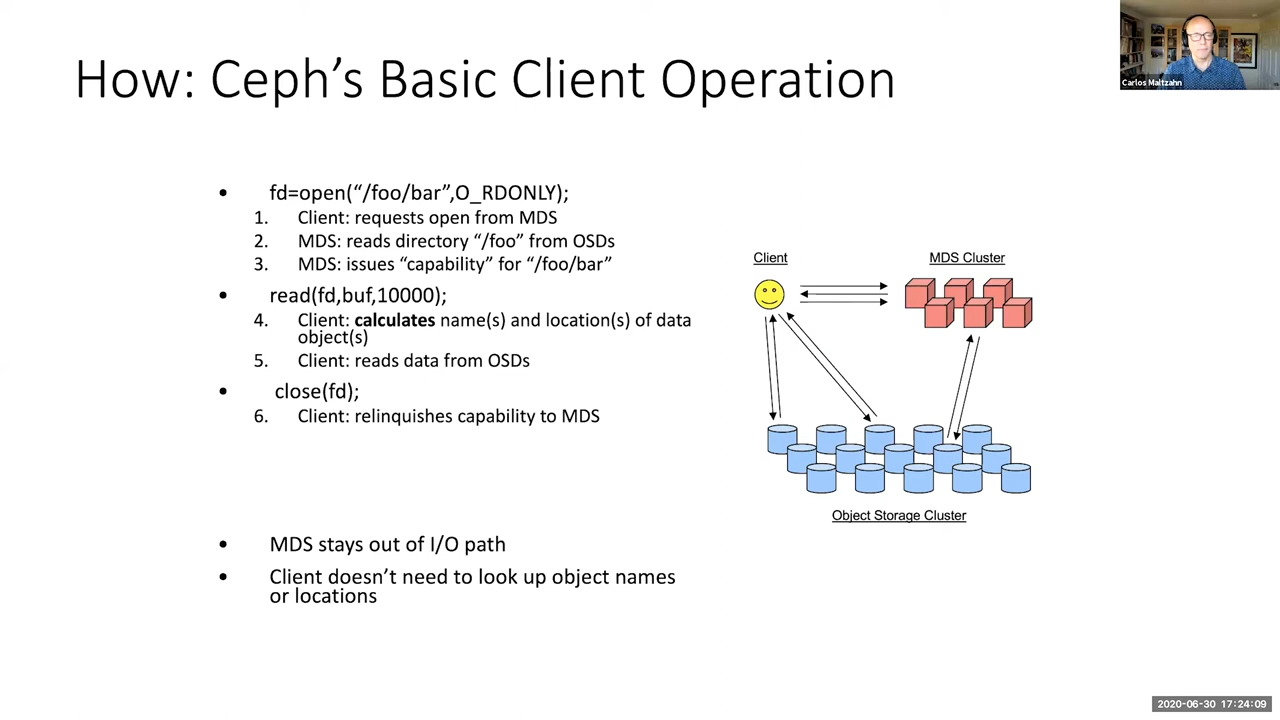 How: Ceph's Basic Client Operation
Carlos Maltzahn
• fd=open(“/foo/bar”,O_RDONLY);
1. Client: requests open from MDS
2. MDS: reads directory “/foo” from OSDs
3. MDS: issues “capability” for “/foo/bar”
• read(fd,buf,10000);
4. Client: calculates name(s) and location(s) of data
object(s)
5. Client: reads data from OSDs
• close(fd);
6. Client: relinquishes capability to MDS
• MDS stays out of I/O path
• Client doesn’t need to look up object names
or locations
Client
MDS Cluster
Object Storage Cluster
2020-06-30 17:24:09